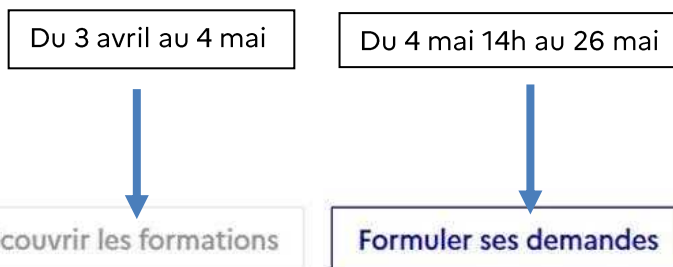 Du 3 avril au 4 mai
Du 4 mai 14h au 26 mai
couvrir les formations
Formuler ses demandes